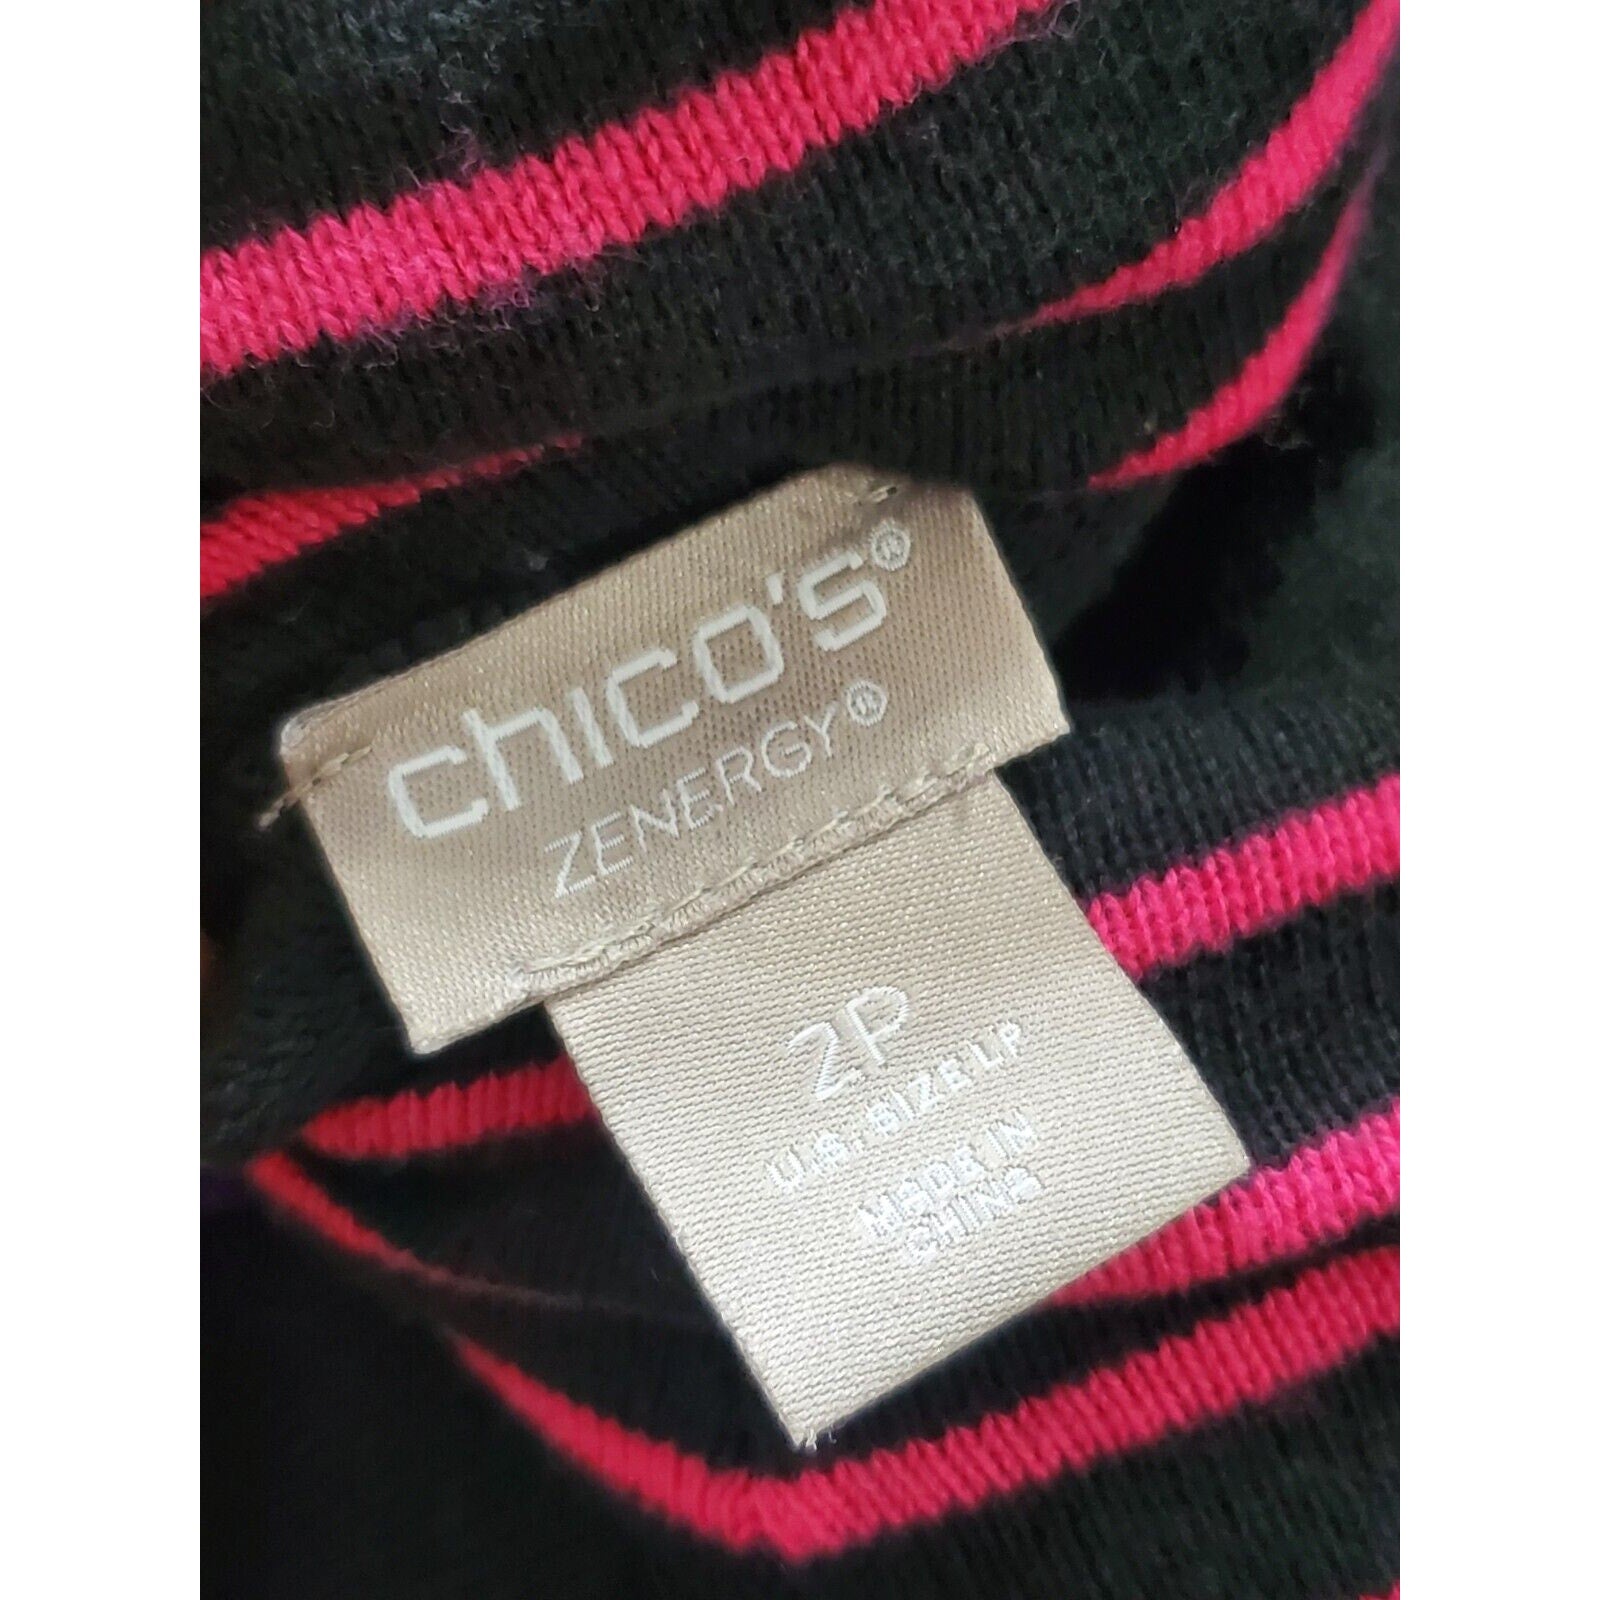 chico's®
ZENERGY®
2P
U.S. SIZE LP
MADE IN
CHINA